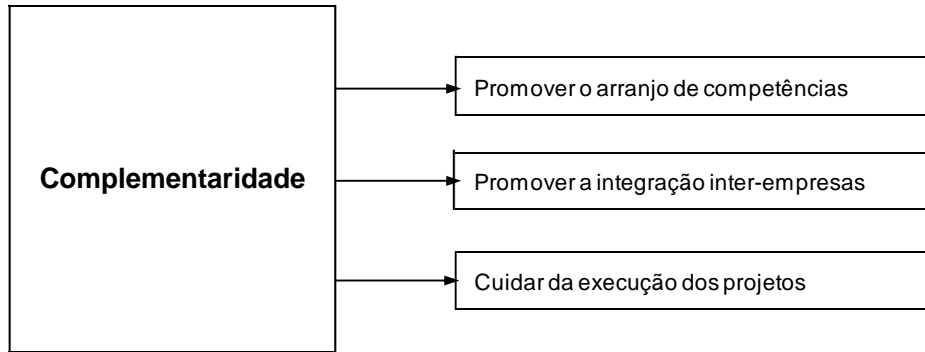 Promover o arranjo de competências
Complementaridade
Promover a integração inter-empresas
Cuidar da execução dos projetos